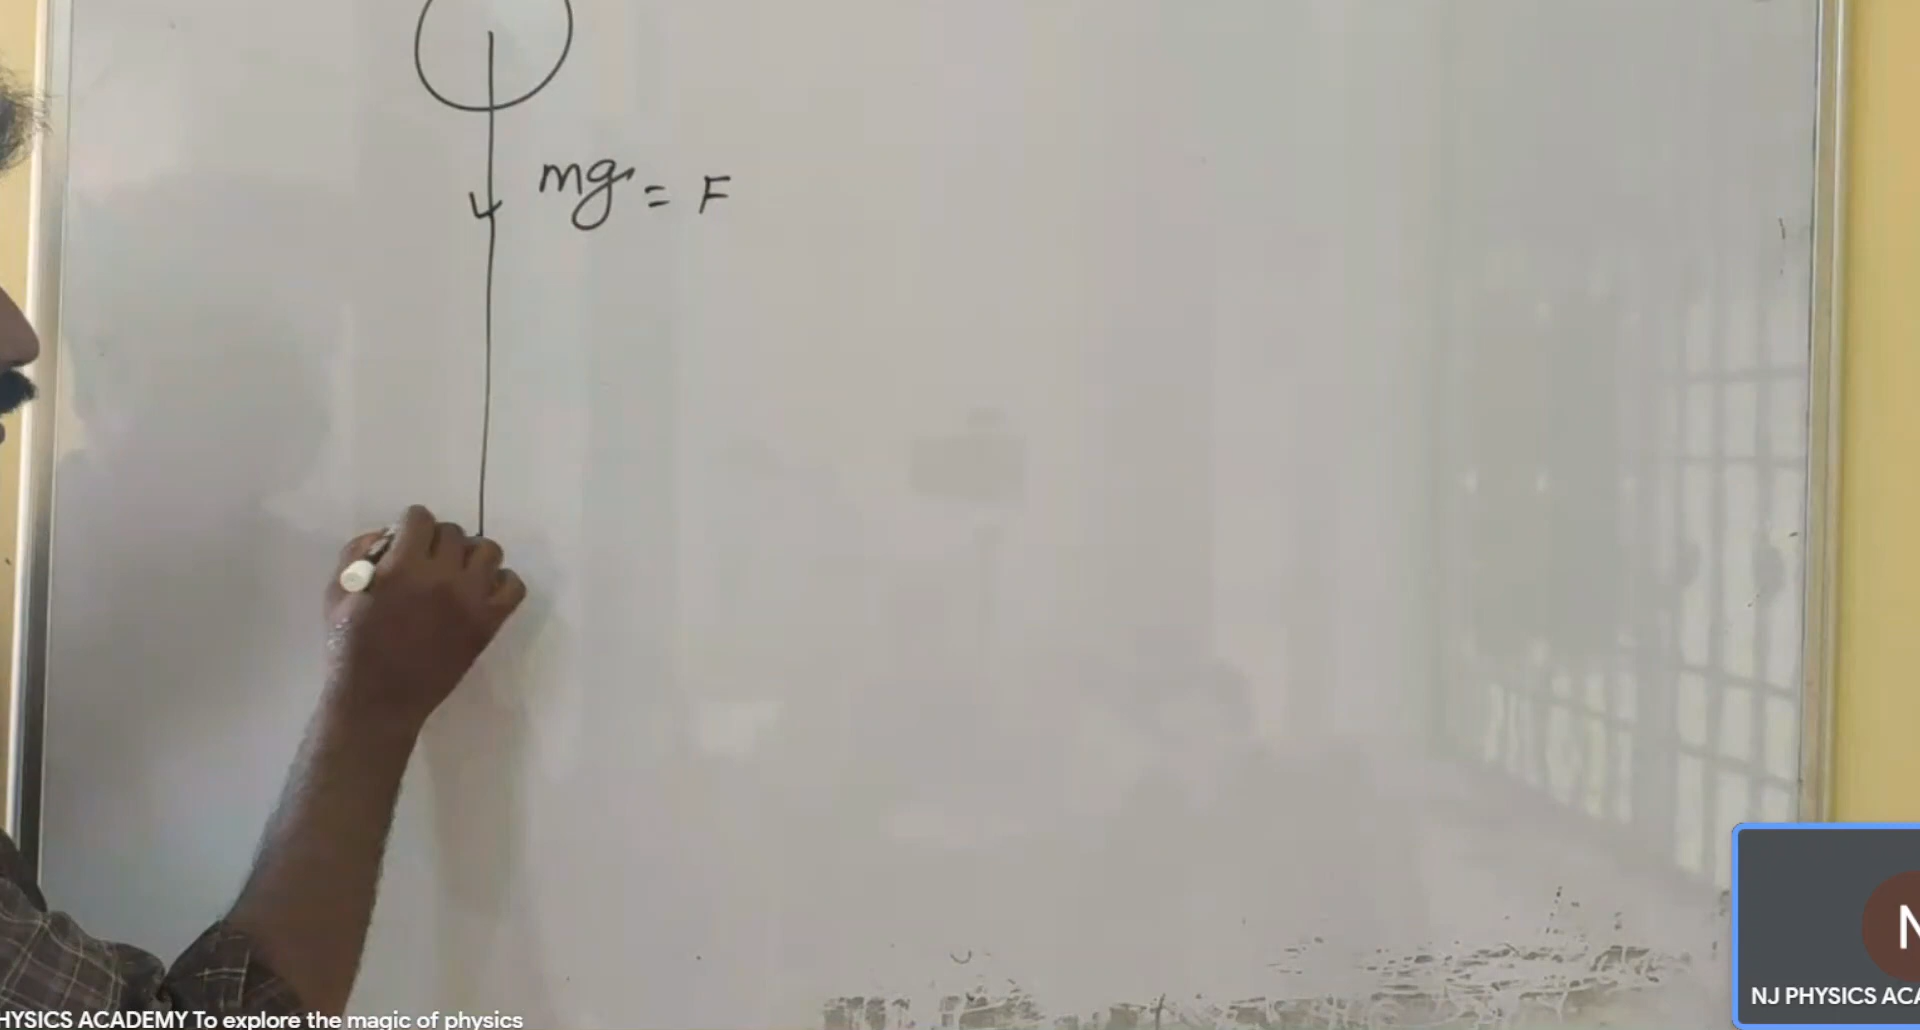 mg = F
NJ PHYSICS ACA
HYSICS ACADEMY To explore the magic of physics